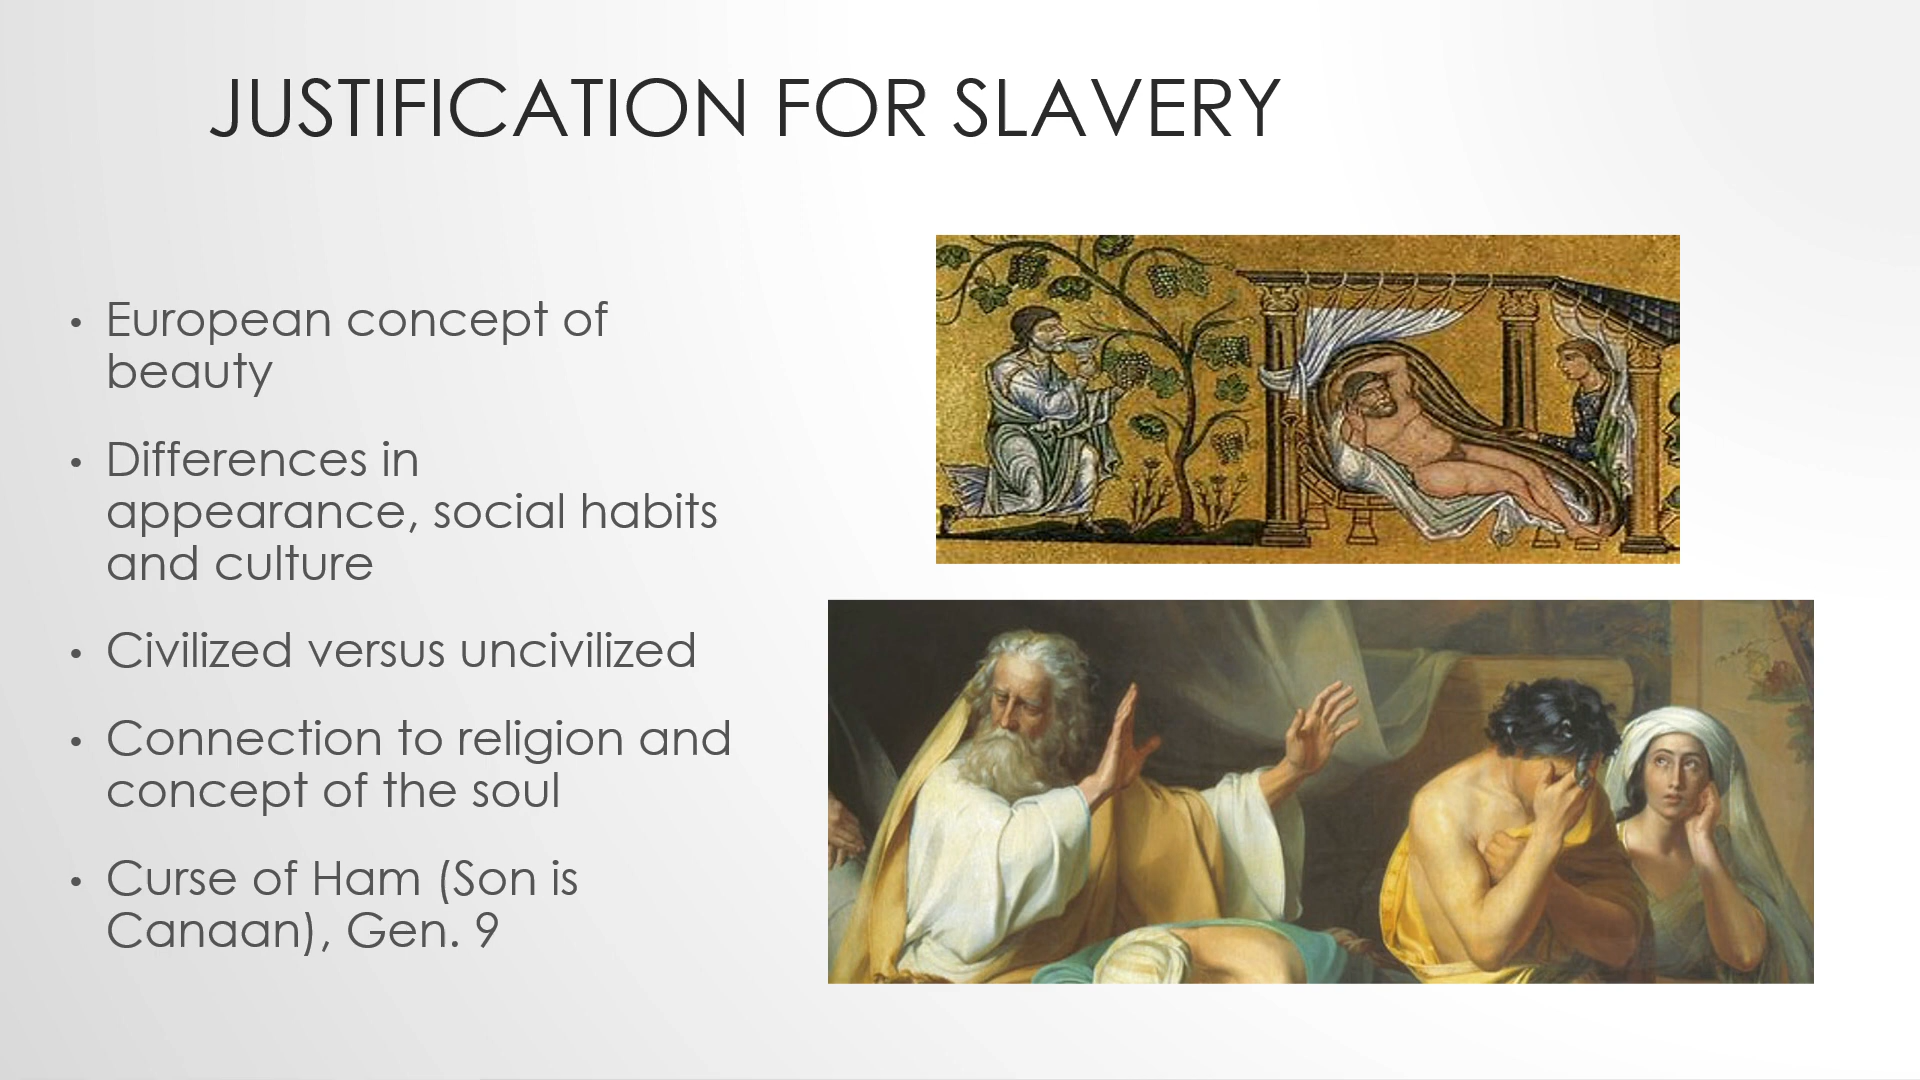 JUSTIFICATION FOR SLAVERY
• European concept of
beauty
• Differences in
appearance, social habits
and culture
• Civilized versus uncivilized
• Connection to religion and
concept of the soul
• Curse of Ham (Son is
Canaan), Gen. 9